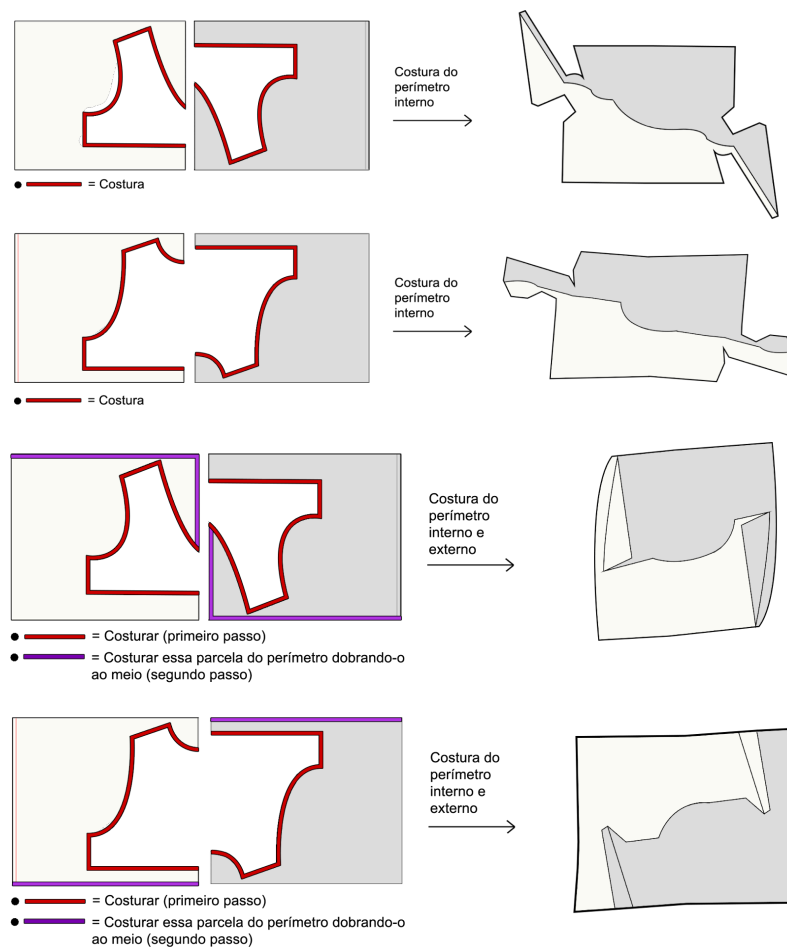 Costura do
perímetro
interno
● = Costura
Costura do
perímetro
interno
● = Costura
Costura do
perímetro
interno e
externo
● = Costurar (primeiro passo)
● = Costurar essa parcela do perímetro dobrando-o
ao meio (segundo passo)
Costura do
perímetro
interno e
externo
● = Costurar (primeiro passo)
● = Costurar essa parcela do perímetro dobrando-o
ao meio (segundo passo)